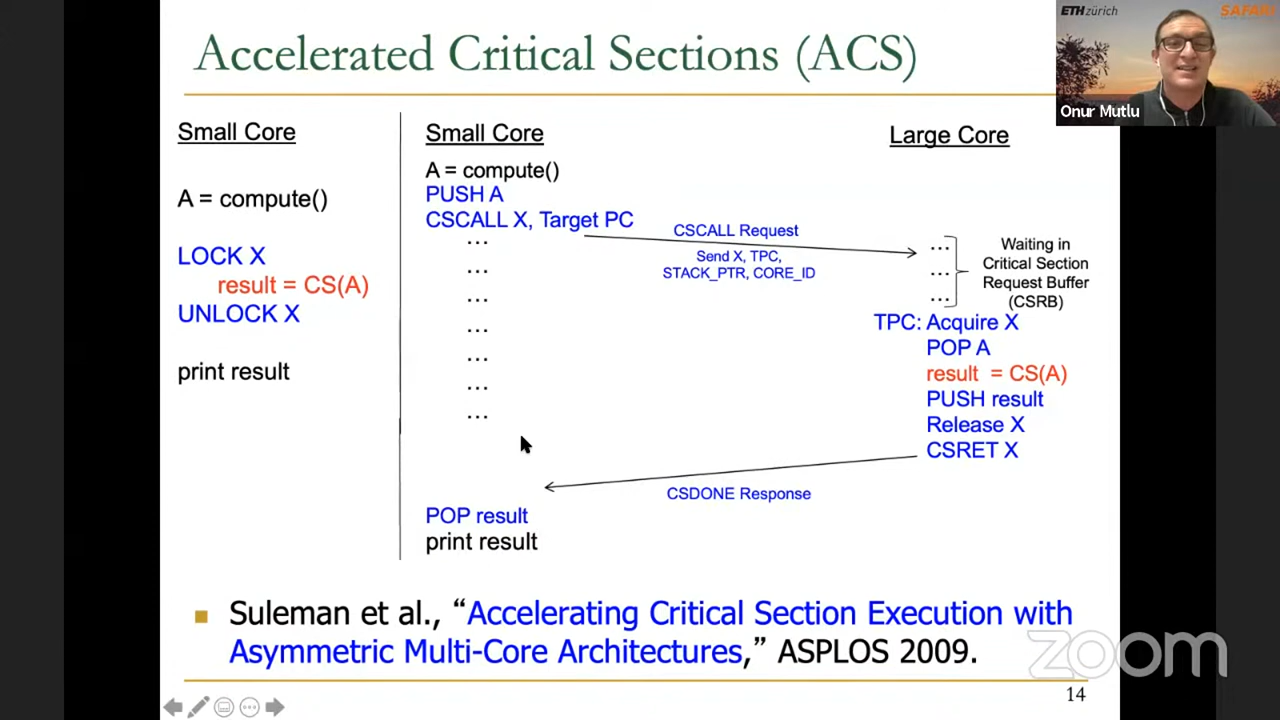 Accelerated Critical Sections (ACS)
ETH zürich
SAFARI
Onur Mutlu
Small Core
A = compute()
LOCK X
result = CS(A)
UNLOCK X
print result
Small Core
A = compute()
PUSH A
CSCALL X, Target PC
…
…
…
…
…
…
…
POP result
print result
CSCALL Request
Send X, TPC,
STACK_PTR, CORE_ID
CSDONE Response
Large Core
…
…
…
Waiting in
Critical Section
Request Buffer
(CSRB)
TPC: Acquire X
POP A
result = CS(A)
PUSH result
Release X
CSRET X
Suleman et al., “Accelerating Critical Section Execution with
Asymmetric Multi-Core Architectures,” ASPLOS 2009.
zoom
14